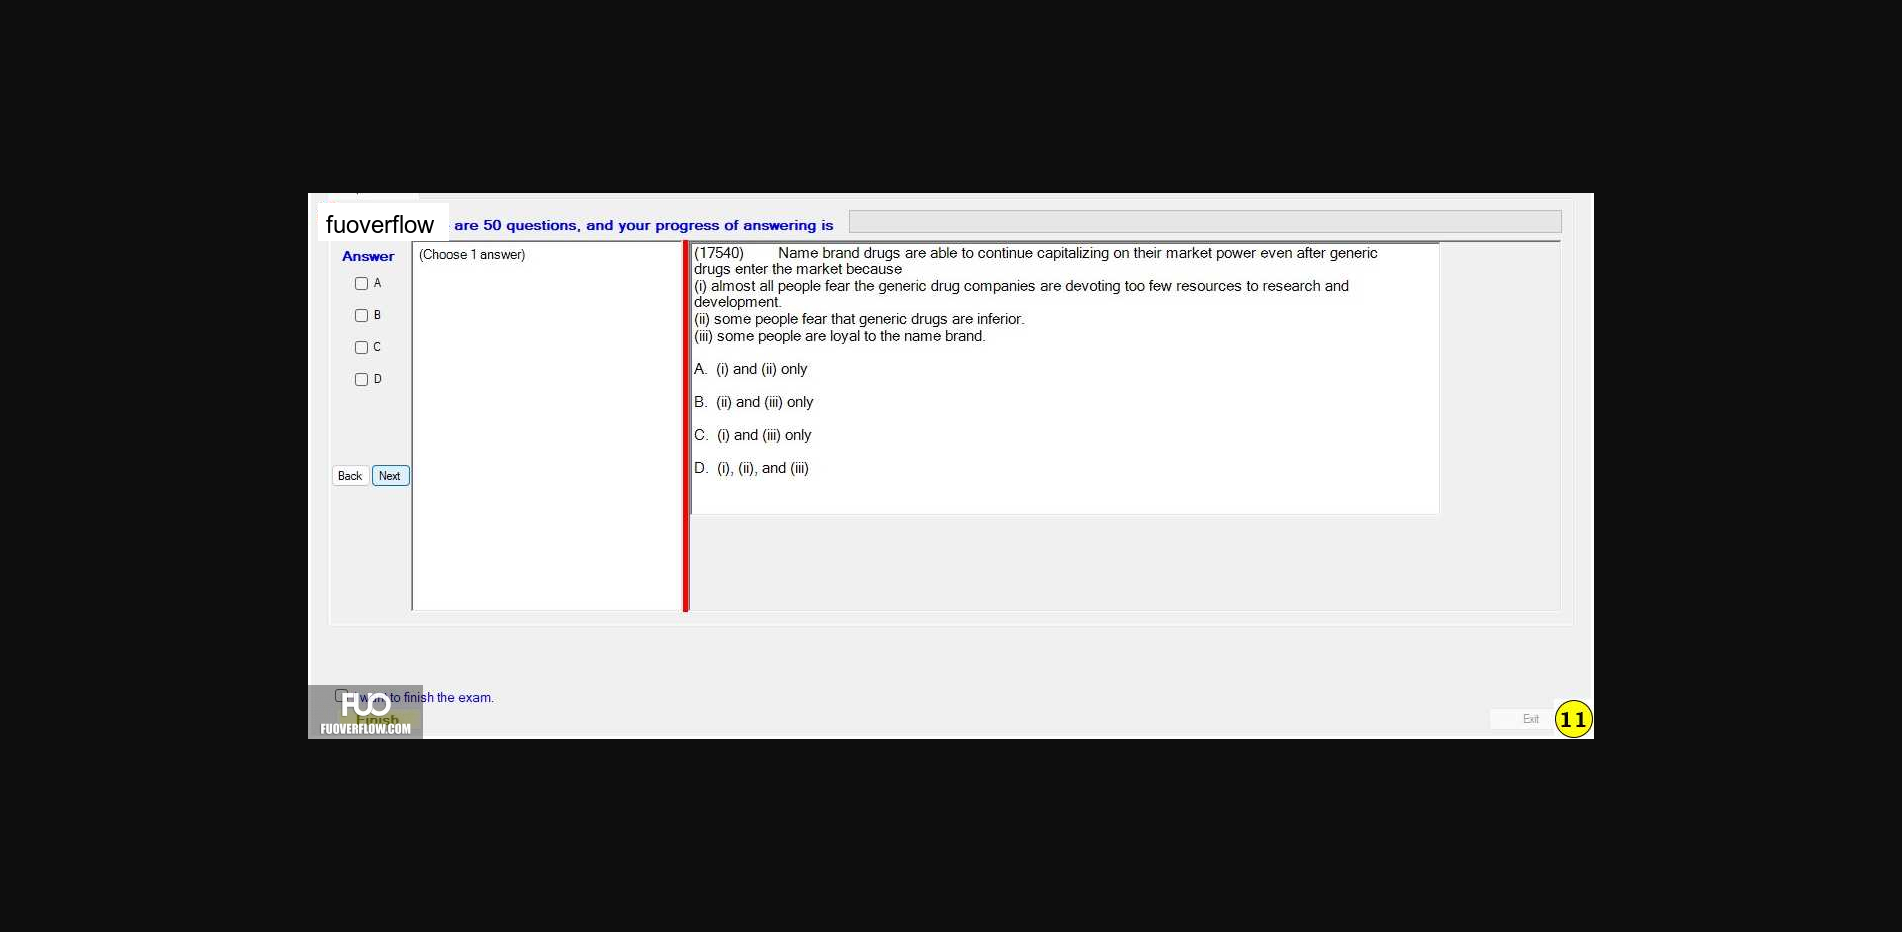 fuoverflow are 50 questions, and your progress of answering is
Answer
(Choose 1 answer)
A
B
C
D
Back Next
(17540) Name brand drugs are able to continue capitalizing on their market power even after generic
drugs enter the market because
(i) almost all people fear the generic drug companies are devoting too few resources to research and
development.
(ii) some people fear that generic drugs are inferior.
(iii) some people are loyal to the name brand.
A. (i) and (ii) only
B. (ii) and (iii) only
C. (i) and (iii) only
D. (i), (ii), and (iii)
want to finish the exam.
FUO
Finish
FUOVERFLOW.COM
Exit
11